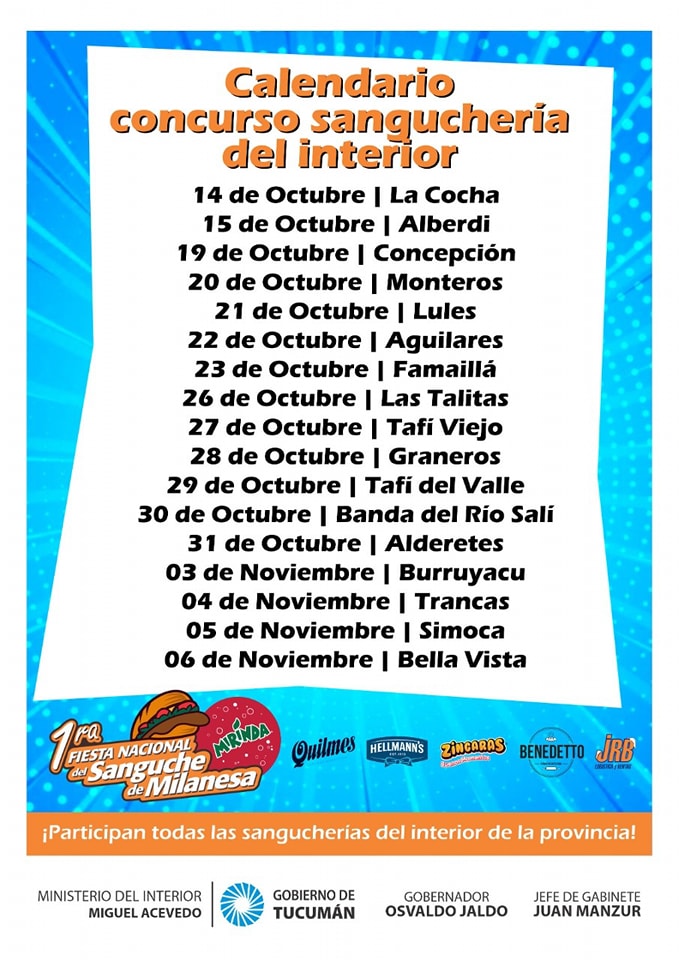 Calendario
concurso sanguchería
del interior
14 de Octubre | La Cocha
15 de Octubre | Alberdi
19 de Octubre | Concepción
20 de Octubre | Monteros
21 de Octubre | Lules
22 de Octubre | Aguilares
23 de Octubre | Famaillá
26 de Octubre | Las Talitas
27 de Octubre | Tafí Viejo
28 de Octubre | Graneros
29 de Octubre | Tafí del Valle
30 de Octubre | Banda del Río Salí
31 de Octubre | Alderetes
03 de Noviembre | Burruyacu
04 de Noviembre | Trancas
05 de Noviembre | Simoca
06 de Noviembre | Bella Vista
1ra
FIESTA NACIONAL
del Sanguche
de Milanesa
MIRINDA
Quilmes
HELLMANN'S
ZÍNGARAS
BENEDETTO
JRB
¡Participan todas las sangucherías del interior de la provincia!
MINISTERIO DEL INTERIOR
MIGUEL ACEVEDO
GOBIERNO DE
TUCUMÁN
GOBERNADOR
OSVALDO JALDO
JEFE DE GABINETE
JUAN MANZUR